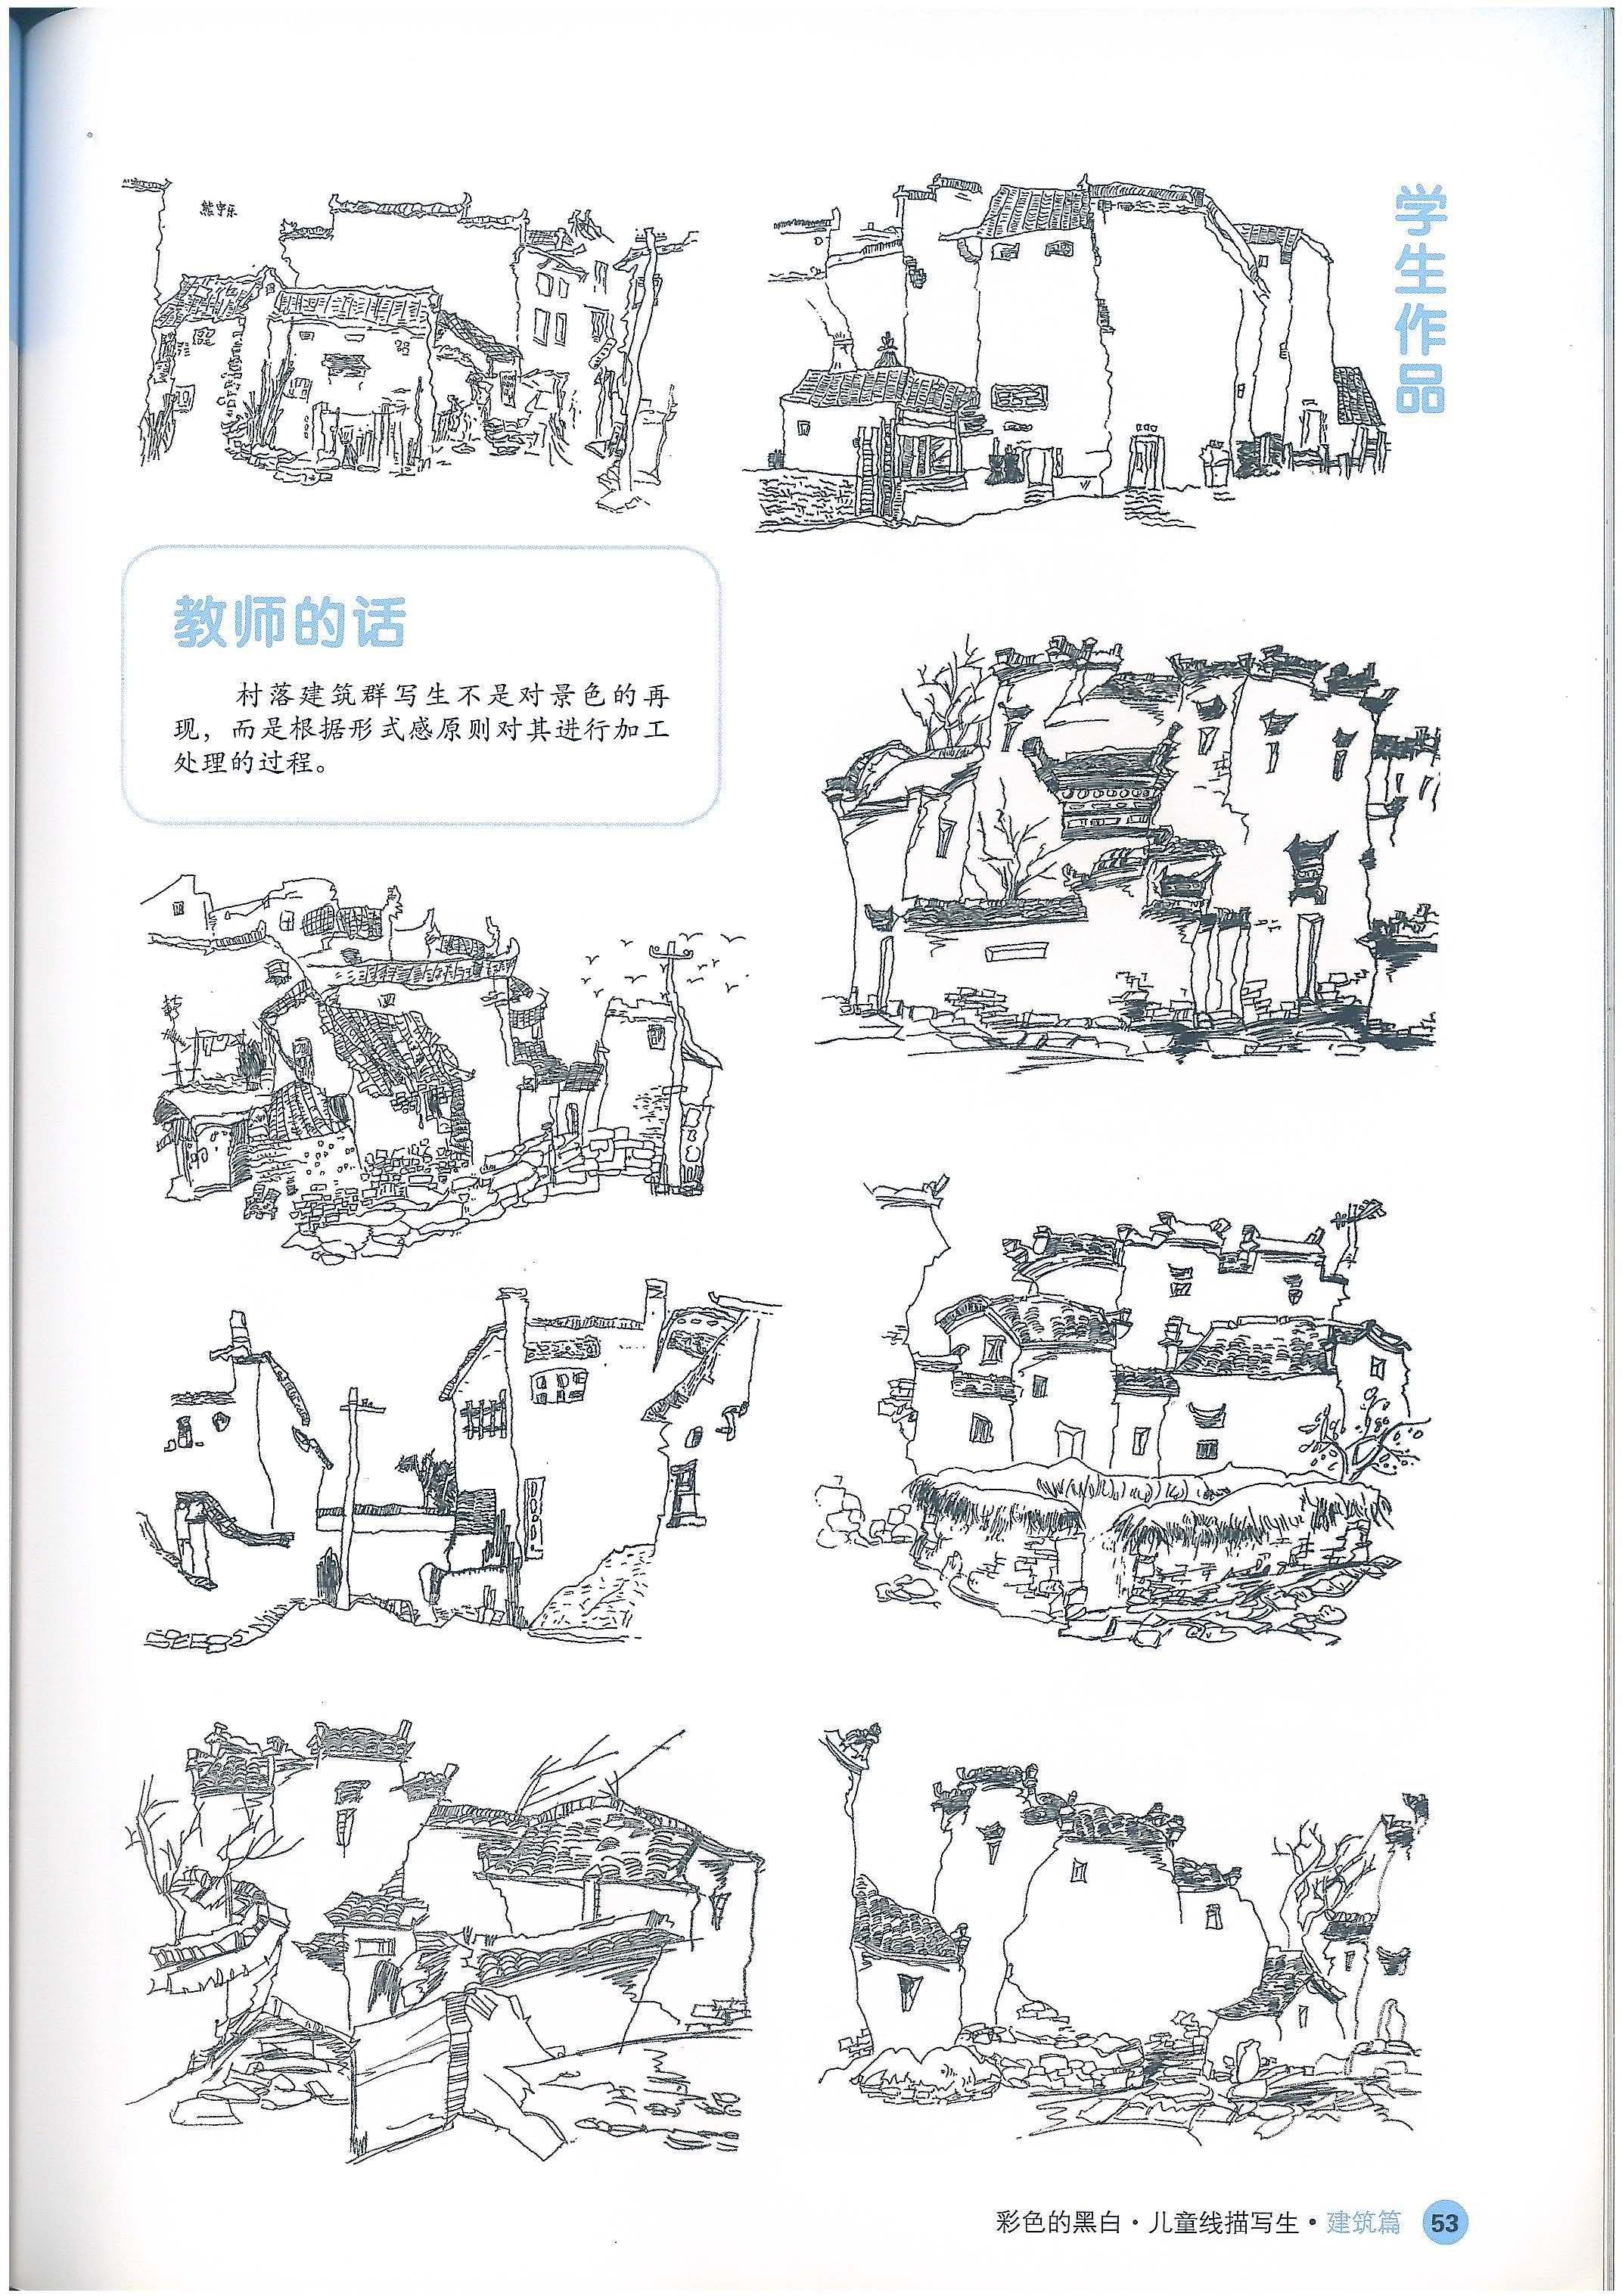 学生作品
教师的话
村落建筑群写生不是对景色的再
现，而是根据形式感原则对其进行加工
处理的过程。
彩色的黑白·儿童线描写生·建筑篇 53